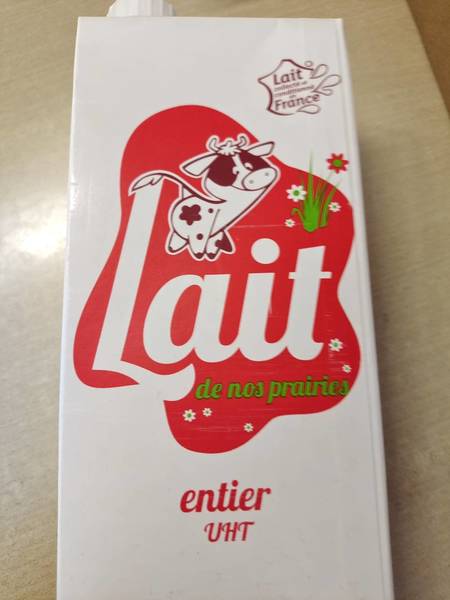 Lait
collecté et
conditionné
en
France
Lait
de nos prairies
entier
UHT